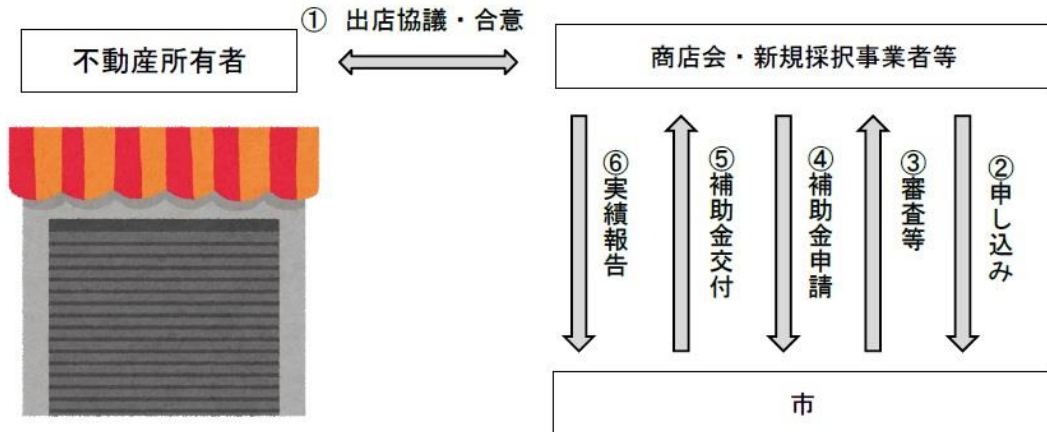 ① 出店協議・合意
不動産所有者
商店会・新規採択事業者等
②申し込み
③審査等
④補助金申請
⑤補助金交付
⑥実績報告
市